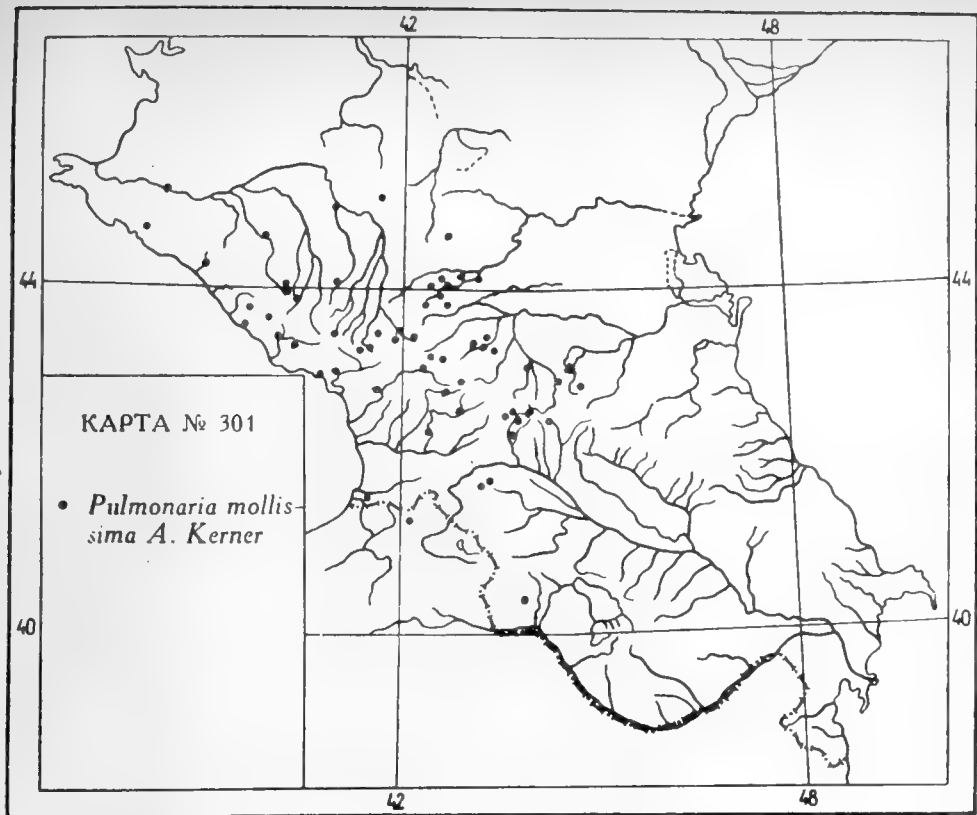 42 48
44 44
КАРТА № 301
• Pulmonaria mollis-
sima A. Kerner
40 40
42 48